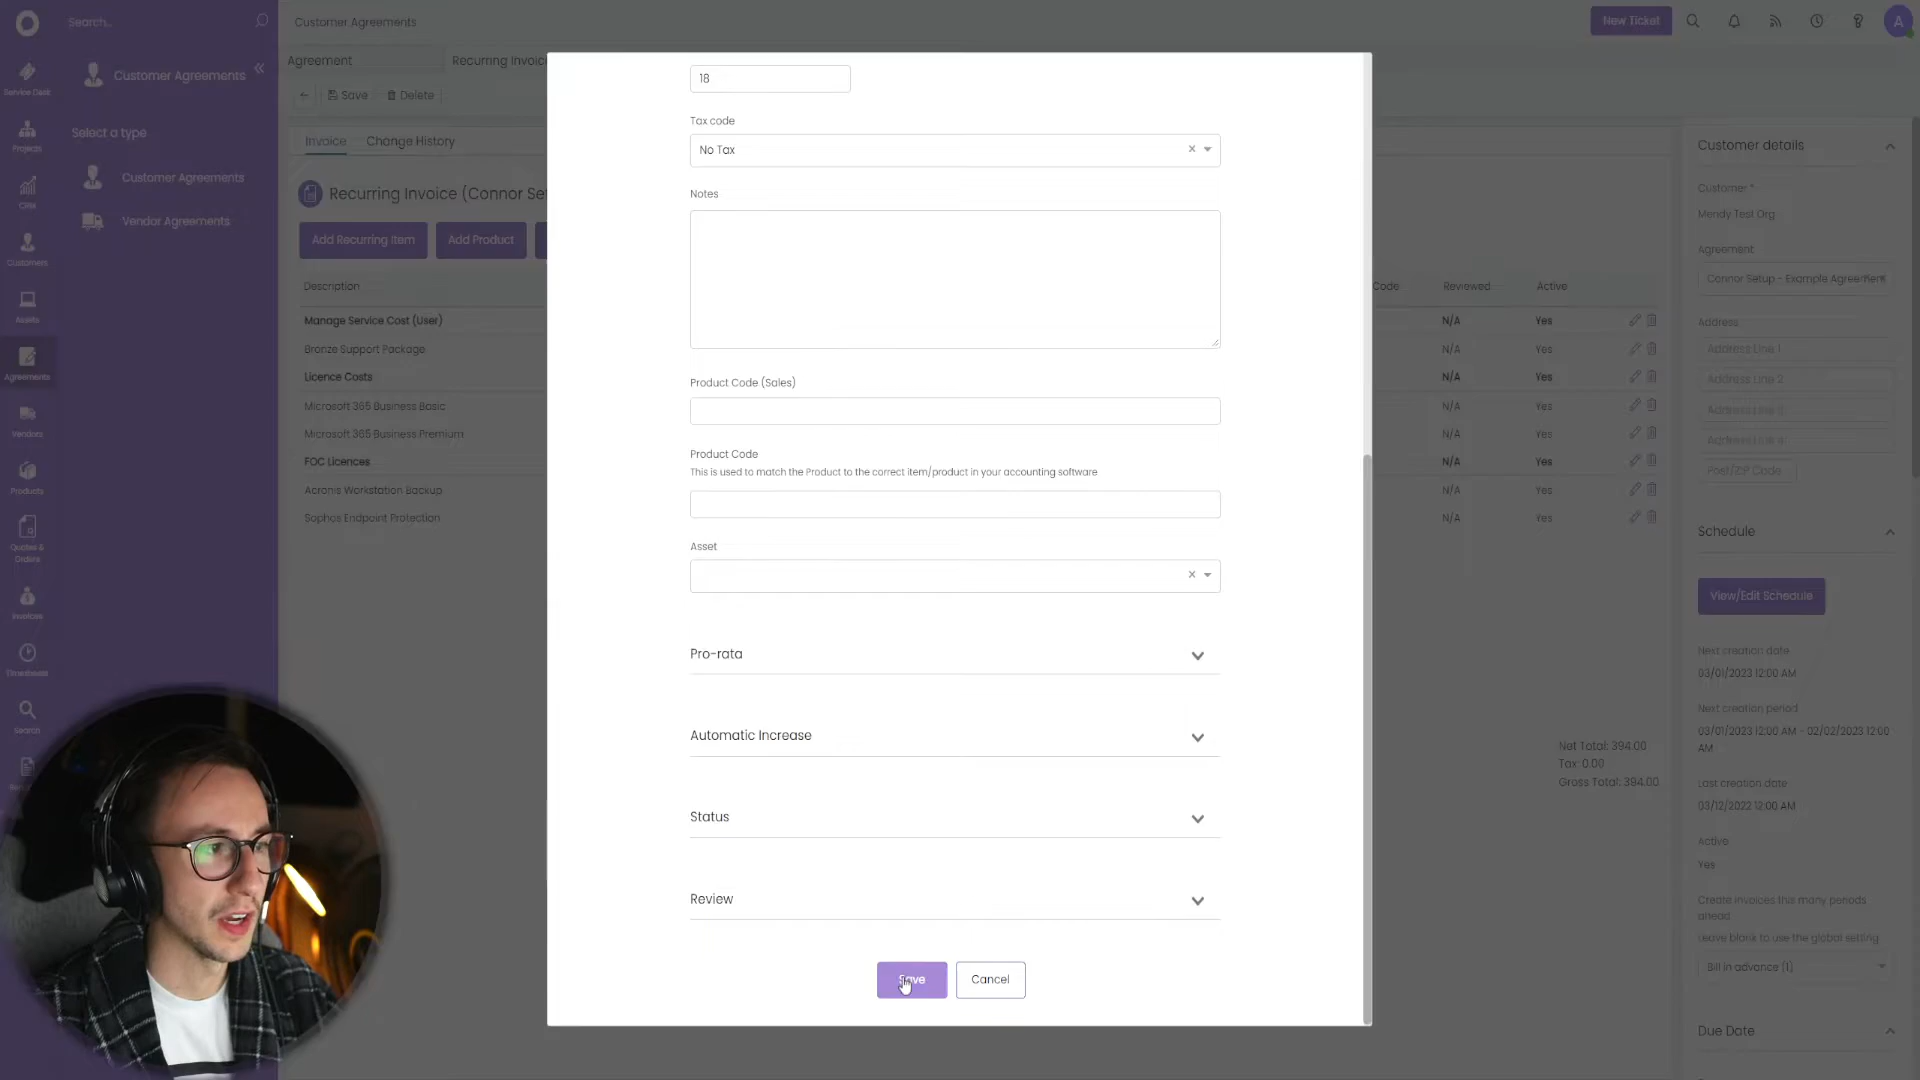 Search...
Customer Agreements
New Ticket
A
Service Desk
Customer Agreements
Agreement
Recurring Invoic
Save
Delete
Projects
Select a type
Invoice
Change History
Customer Agreements
Vendor Agreements
CRM
Customers
Assets
Agreements
Vendors
Products
Quotes &
Orders
Invoices
Timesheets
Search
Recurring Invoice (Connor Se
Add Recurring Item
Add Product
Description
Code
Reviewed
Active
Manage Service Cost (User)
N/A
Yes
Bronze Support Package
N/A
Yes
Licence Costs
N/A
Yes
Microsoft 365 Business Basic
N/A
Yes
Microsoft 365 Business Premium
N/A
Yes
FOC Licences
N/A
Yes
Acronis Workstation Backup
N/A
Yes
Sophos Endpoint Protection
N/A
Yes
Net Total: 394.00
Tax: 0.00
Gross Total: 394.00
18
Tax code
No Tax
Notes
Product Code (Sales)
Product Code
This is used to match the Product to the correct item/product in your accounting software
Asset
Pro-rata
Automatic Increase
Status
Review
Save
Cancel
Customer details
Customer *
Mendy Test Org
Agreement
Connor Setup - Example Agreement
Address
Address Line 1
Address Line 2
Address Line 3
Address Line 4
Post/ZIP Code
Schedule
View/Edit Schedule
Next creation date
03/01/2023 12:00 AM
Next creation period
03/01/2023 12:00 AM - 02/02/2023 12:00
AM
Last creation date
03/12/2022 12:00 AM
Active
Yes
Create invoices this many periods
ahead
leave blank to use the global setting
Bill in advance (1)
Due Date